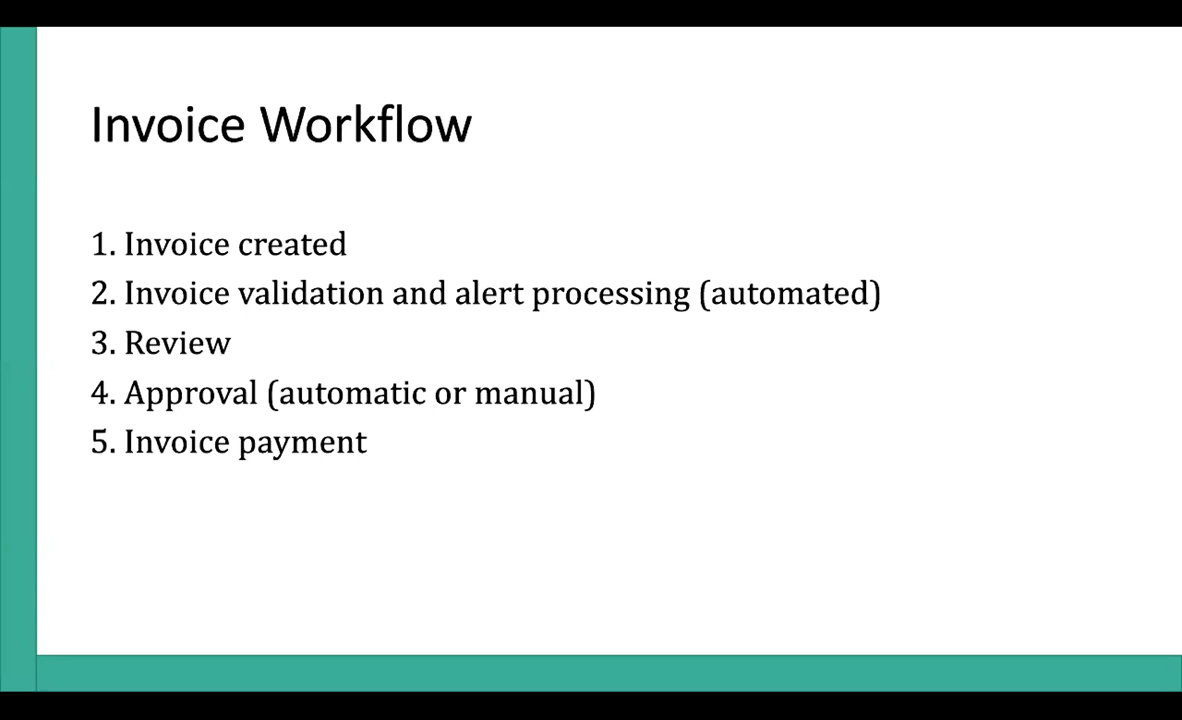 Invoice Workflow
1. Invoice created
2. Invoice validation and alert processing (automated)
3. Review
4. Approval (automatic or manual)
5. Invoice payment